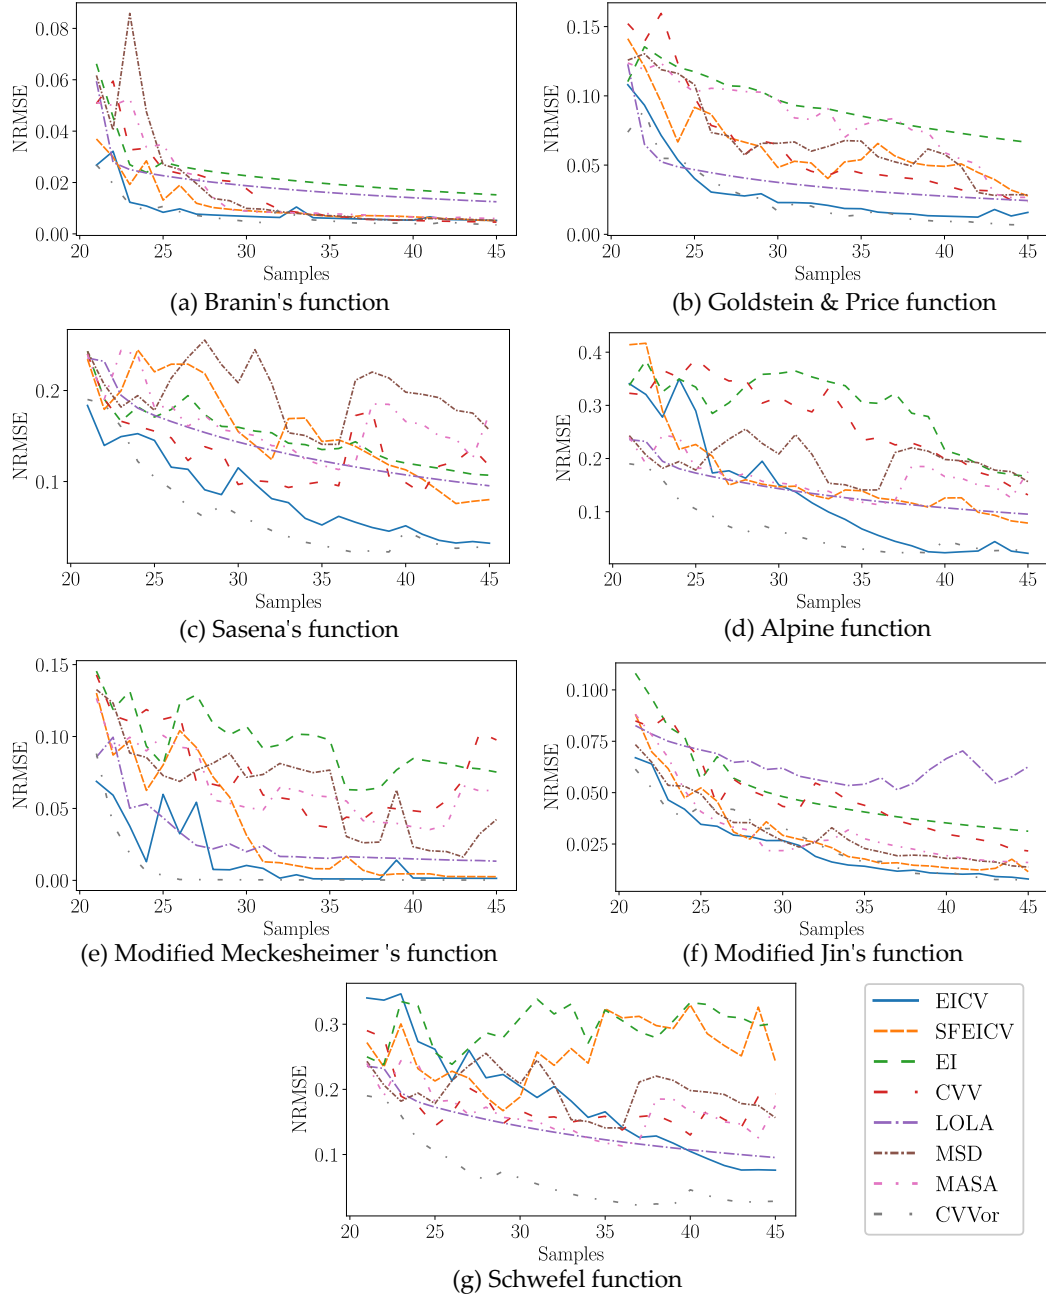 0.08
0.06
0.04
0.02
0.00
NRMSE
20 25 30 35 40 45
Samples
(a) Branin's function
0.15
0.10
0.05
0.00
NRMSE
20 25 30 35 40 45
Samples
(b) Goldstein & Price function
0.2
0.1
NRMSE
20 25 30 35 40 45
Samples
(c) Sasena's function
0.4
0.3
0.2
0.1
NRMSE
20 25 30 35 40 45
Samples
(d) Alpine function
0.15
0.10
0.05
0.00
NRMSE
20 25 30 35 40 45
Samples
(e) Modified Meckesheimer 's function
0.100
0.075
0.050
0.025
NRMSE
20 25 30 35 40 45
Samples
(f) Modified Jin's function
0.3
0.2
0.1
NRMSE
20 25 30 35 40 45
Samples
(g) Schwefel function
EICV
SFEICV
EI
CVV
LOLA
MSD
MASA
CVVor